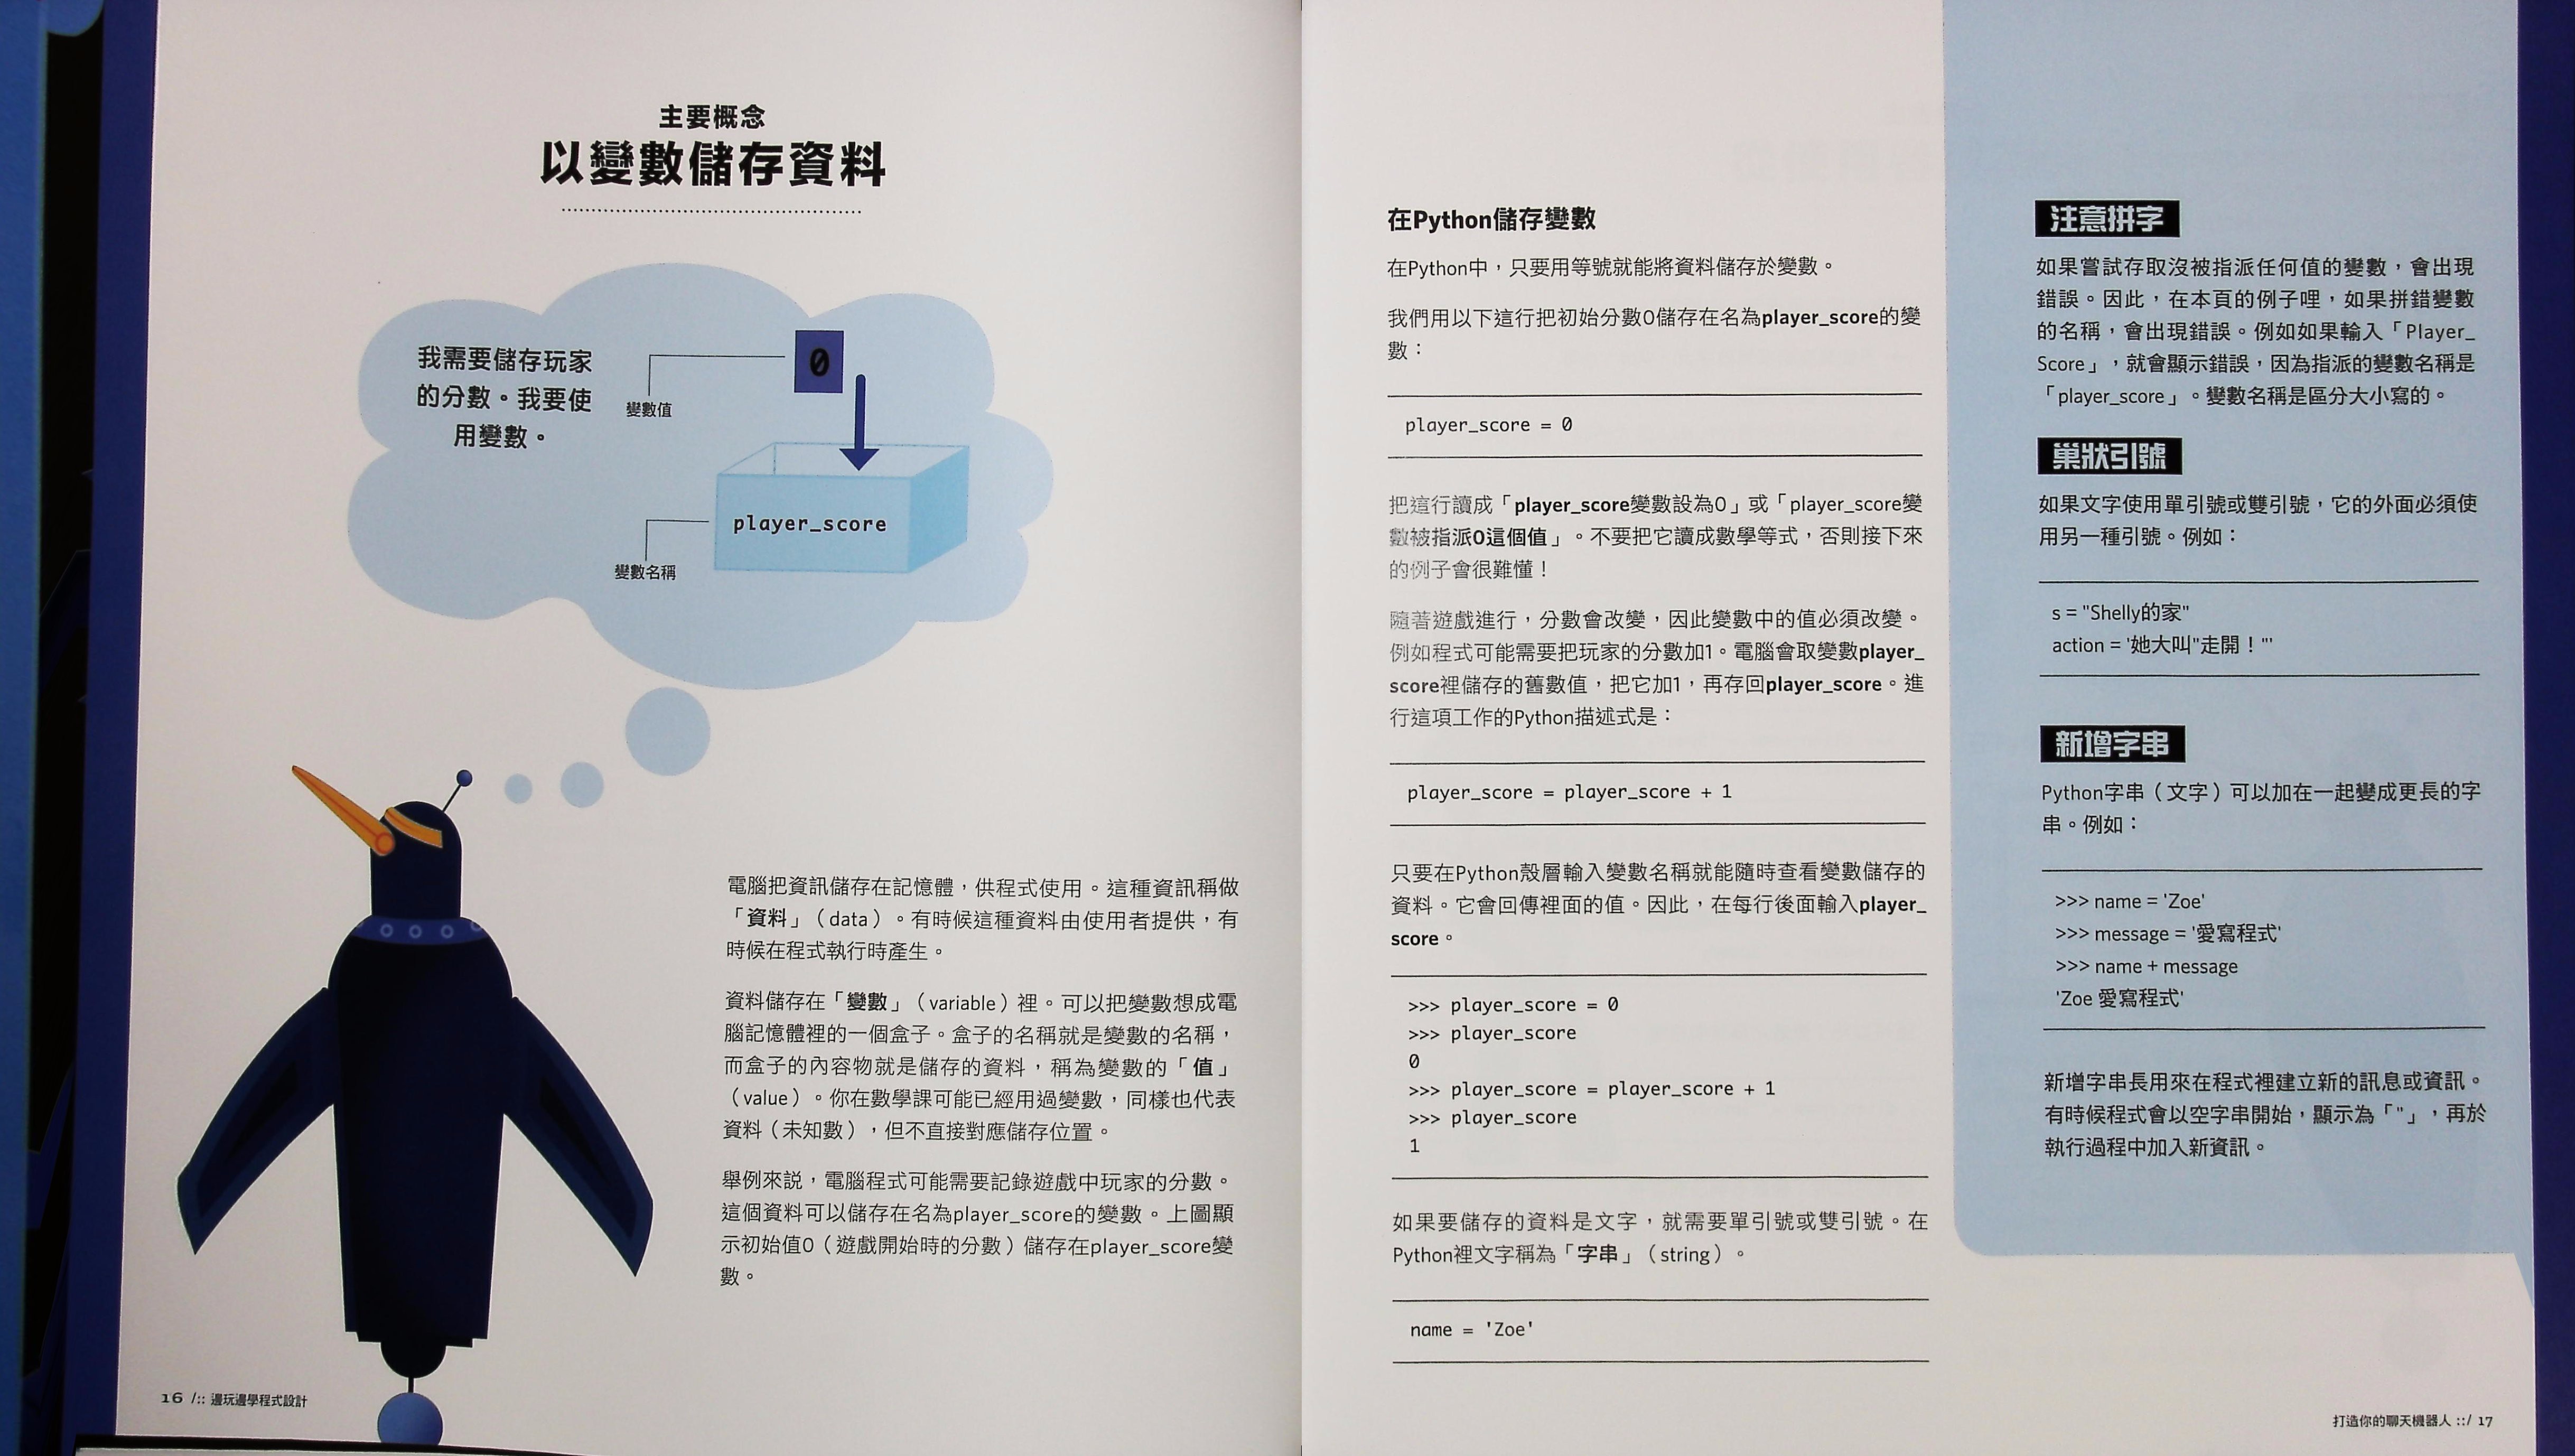 主要概念
以變數儲存資料
我需要儲存玩家
的分數。我要使
用變數。
變數值
0
player_score
變數名稱
電腦把資訊儲存在記憶體，供程式使用。這種資訊稱做
「資料」（data）。有時候這種資料由使用者提供，有
時候在程式執行時產生。
資料儲存在「變數」（variable）裡。可以把變數想成電
腦記憶體裡的一個盒子。盒子的名稱就是變數的名稱，
而盒子的內容物就是儲存的資料，稱為變數的「值」
（value）。你在數學課可能已經用過變數，同樣也代表
資料（未知數），但不直接對應儲存位置。
舉例來說，電腦程式可能需要記錄遊戲中玩家的分數。
這個資料可以儲存在名為player_score的變數。上圖顯
示初始值0（遊戲開始時的分數）儲存在player_score變
數。
16 /:: 邊玩邊學程式設計
在Python儲存變數
在Python中，只要用等號就能將資料儲存於變數。
我們用以下這行把初始分數0儲存在名為player_score的變
數：
player_score = 0
把這行讀成「player_score變數設為0」或「player_score變
數被指派0這個值」。不要把它讀成數學等式，否則接下來
的例子會很難懂！
隨著遊戲進行，分數會改變，因此變數中的值必須改變。
例如程式可能需要把玩家的分數加1。電腦會取變數player_
score裡儲存的舊數值，把它加1，再存回player_score。進
行這項工作的Python描述式是：
player_score = player_score + 1
只要在Python殼層輸入變數名稱就能隨時查看變數儲存的
資料。它會回傳裡面的值。因此，在每行後面輸入player_
score。
>>> player_score = 0
>>> player_score
0
>>> player_score = player_score + 1
>>> player_score
1
如果要儲存的資料是文字，就需要單引號或雙引號。在
Python裡文字稱為「字串」（string）。
name = 'Zoe'
注意拼字
如果嘗試存取沒被指派任何值的變數，會出現
錯誤。因此，在本頁的例子哩，如果拼錯變數
的名稱，會出現錯誤。例如如果輸入「Player_
Score」，就會顯示錯誤，因為指派的變數名稱是
「player_score」。變數名稱是區分大小寫的。
巢狀引號
如果文字使用單引號或雙引號，它的外面必須使
用另一種引號。例如：
s = "Shelly的家"
action = '她大叫"走開！"'
新增字串
Python字串（文字）可以加在一起變成更長的字
串。例如：
>>> name = 'Zoe'
>>> message = '愛寫程式'
>>> name + message
'Zoe 愛寫程式'
新增字串長用來在程式裡建立新的訊息或資訊。
有時候程式會以空字串開始，顯示為「"」，再於
執行過程中加入新資訊。
打造你的聊天機器人 ::/ 17